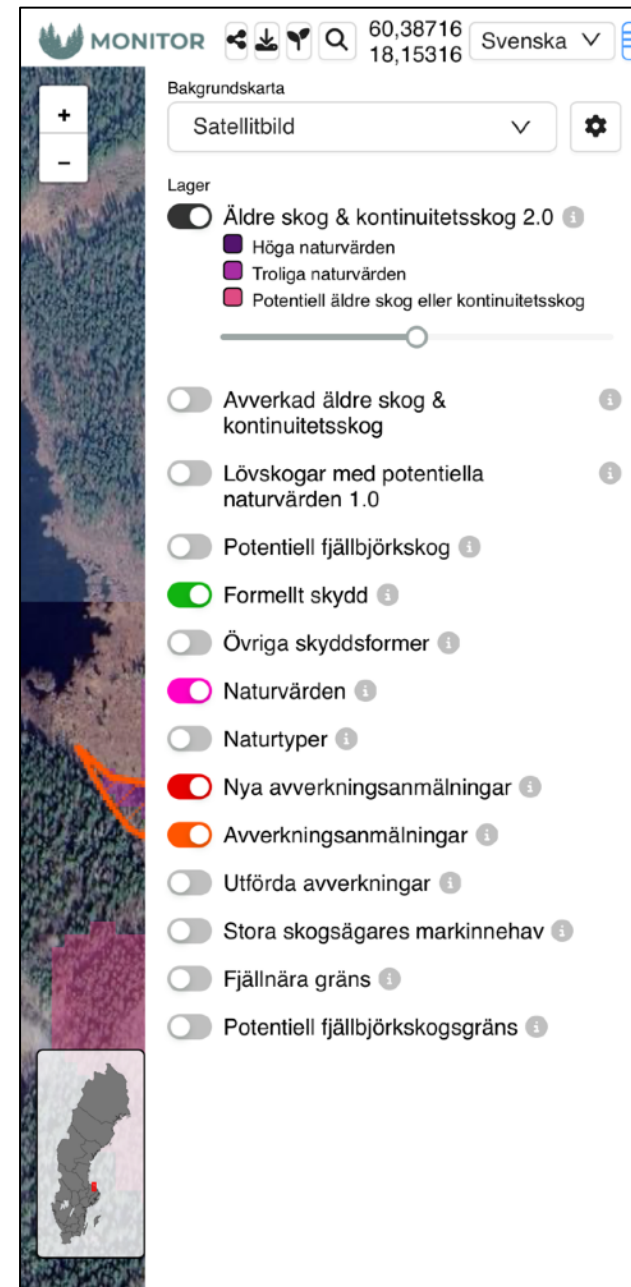 MONITOR
60,38716
18,15316
Svenska
+
−
Bakgrundskarta
Satellitbild
Lager
Äldre skog & kontinuitetsskog 2.0
Höga naturvärden
Troliga naturvärden
Potentiell äldre skog eller kontinuitetsskog
Avverkad äldre skog &
kontinuitetsskog
Lövskogar med potentiella
naturvärden 1.0
Potentiell fjällbjörkskog
Formellt skydd
Övriga skyddsformer
Naturvärden
Naturtyper
Nya avverkningsanmälningar
Avverkningsanmälningar
Utförda avverkningar
Stora skogsägares markinnehav
Fjällnära gräns
Potentiell fjällbjörkskogsgräns